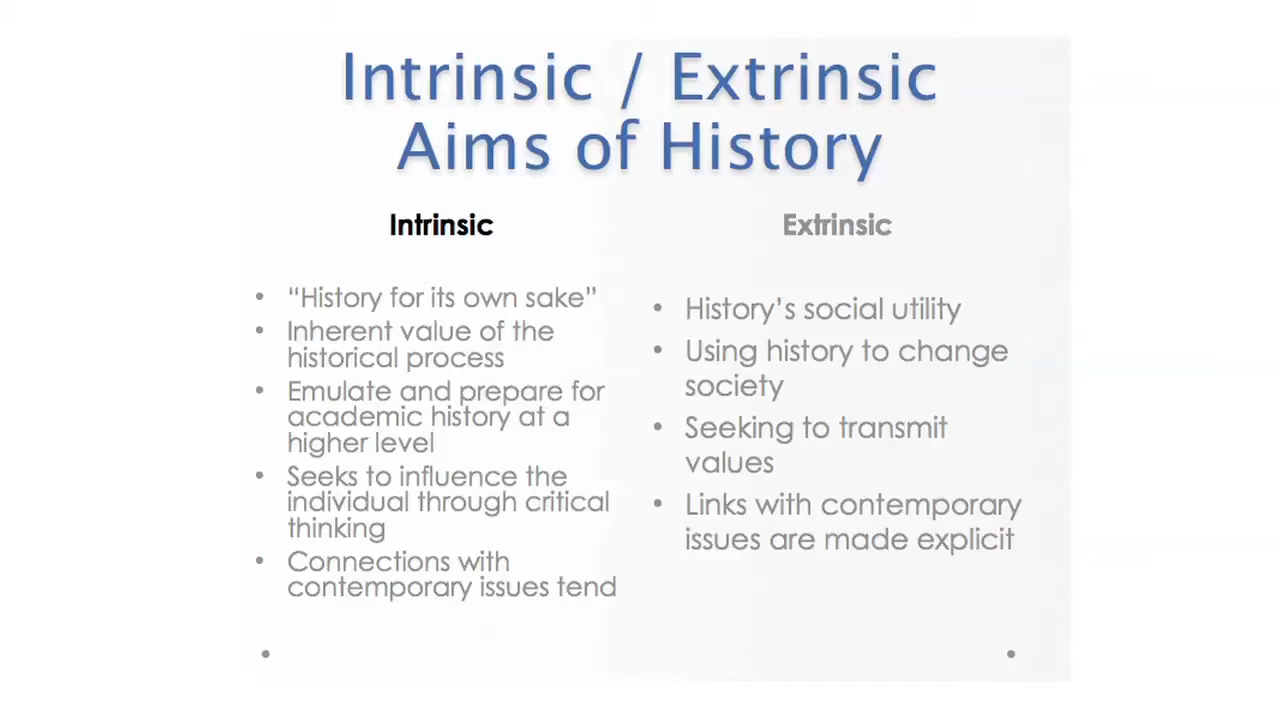 Intrinsic / Extrinsic
Aims of History
Intrinsic
• “History for its own sake”
• Inherent value of the
historical process
• Emulate and prepare for
academic history at a
higher level
• Seeks to influence the
individual through critical
thinking
• Connections with
contemporary issues tend
Extrinsic
• History’s social utility
• Using history to change
society
• Seeking to transmit
values
• Links with contemporary
issues are made explicit